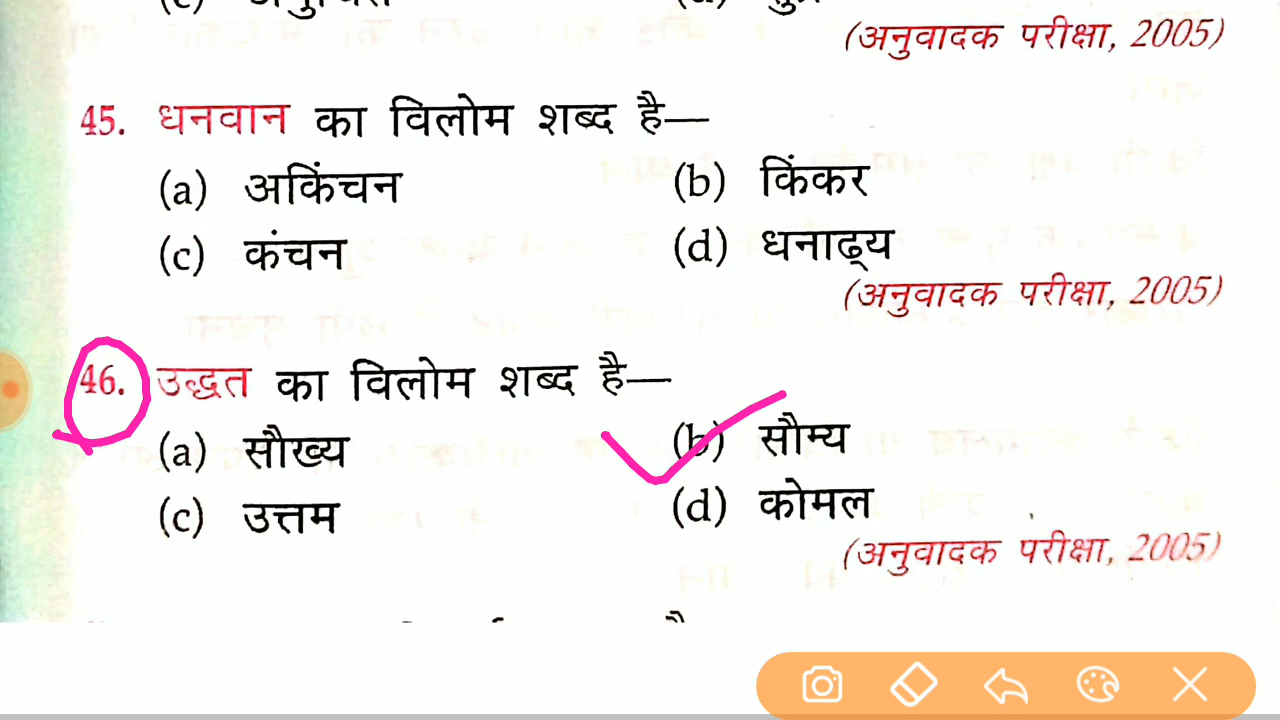 (अनुवादक परीक्षा, 2005)
45. धनवान का विलोम शब्द है—
(a) अकिंचन (b) किंकर
(c) कंचन (d) धनाढ्य
(अनुवादक परीक्षा, 2005)
46. उद्धत का विलोम शब्द है—
(a) सौख्य (b) सौम्य
(c) उत्तम (d) कोमल
(अनुवादक परीक्षा, 2005)